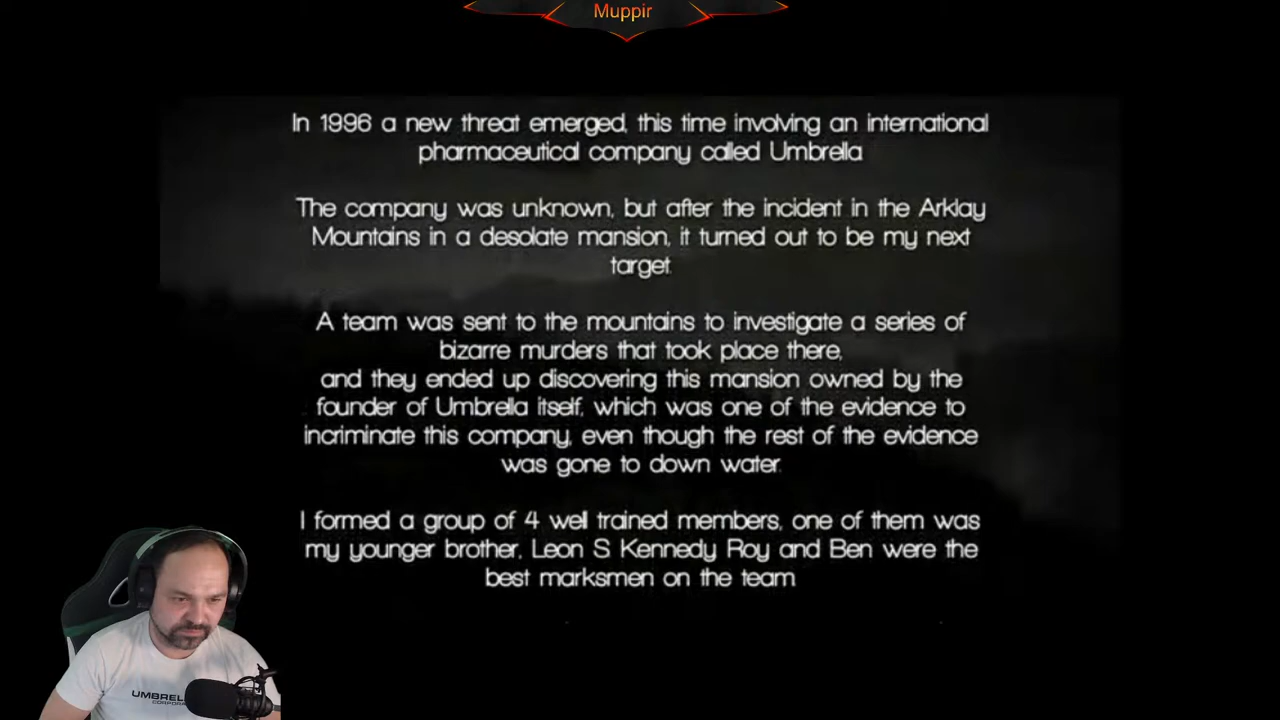 Muppir
In 1996 a new threat emerged, this time involving an international
pharmaceutical company called Umbrella
The company was unknown, but after the incident in the Arklay
Mountains in a desolate mansion, it turned out to be my next
target.
A team was sent to the mountains to investigate a series of
bizarre murders that took place there,
and they ended up discovering this mansion owned by the
founder of Umbrella itself, which was one of the evidence to
incriminate this company, even though the rest of the evidence
was gone to down water.
I formed a group of 4 well trained members, one of them was
my younger brother, Leon S Kennedy Roy and Ben were the
best marksmen on the team
UMBREL
CORPORA